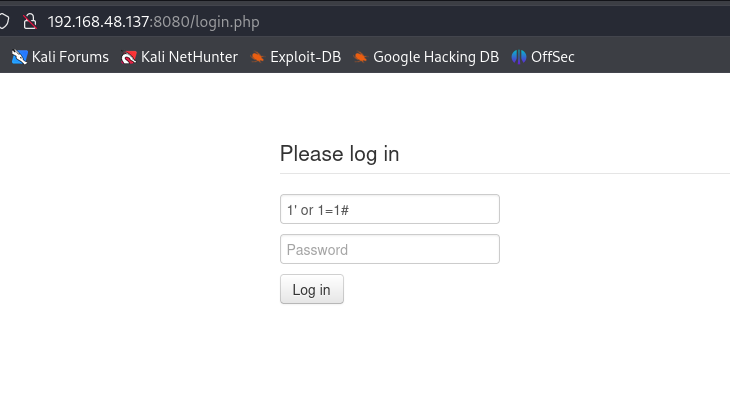 192.168.48.137:8080/login.php
Kali Forums Kali NetHunter Exploit-DB Google Hacking DB OffSec
Please log in
1' or 1=1#
Password
Log in